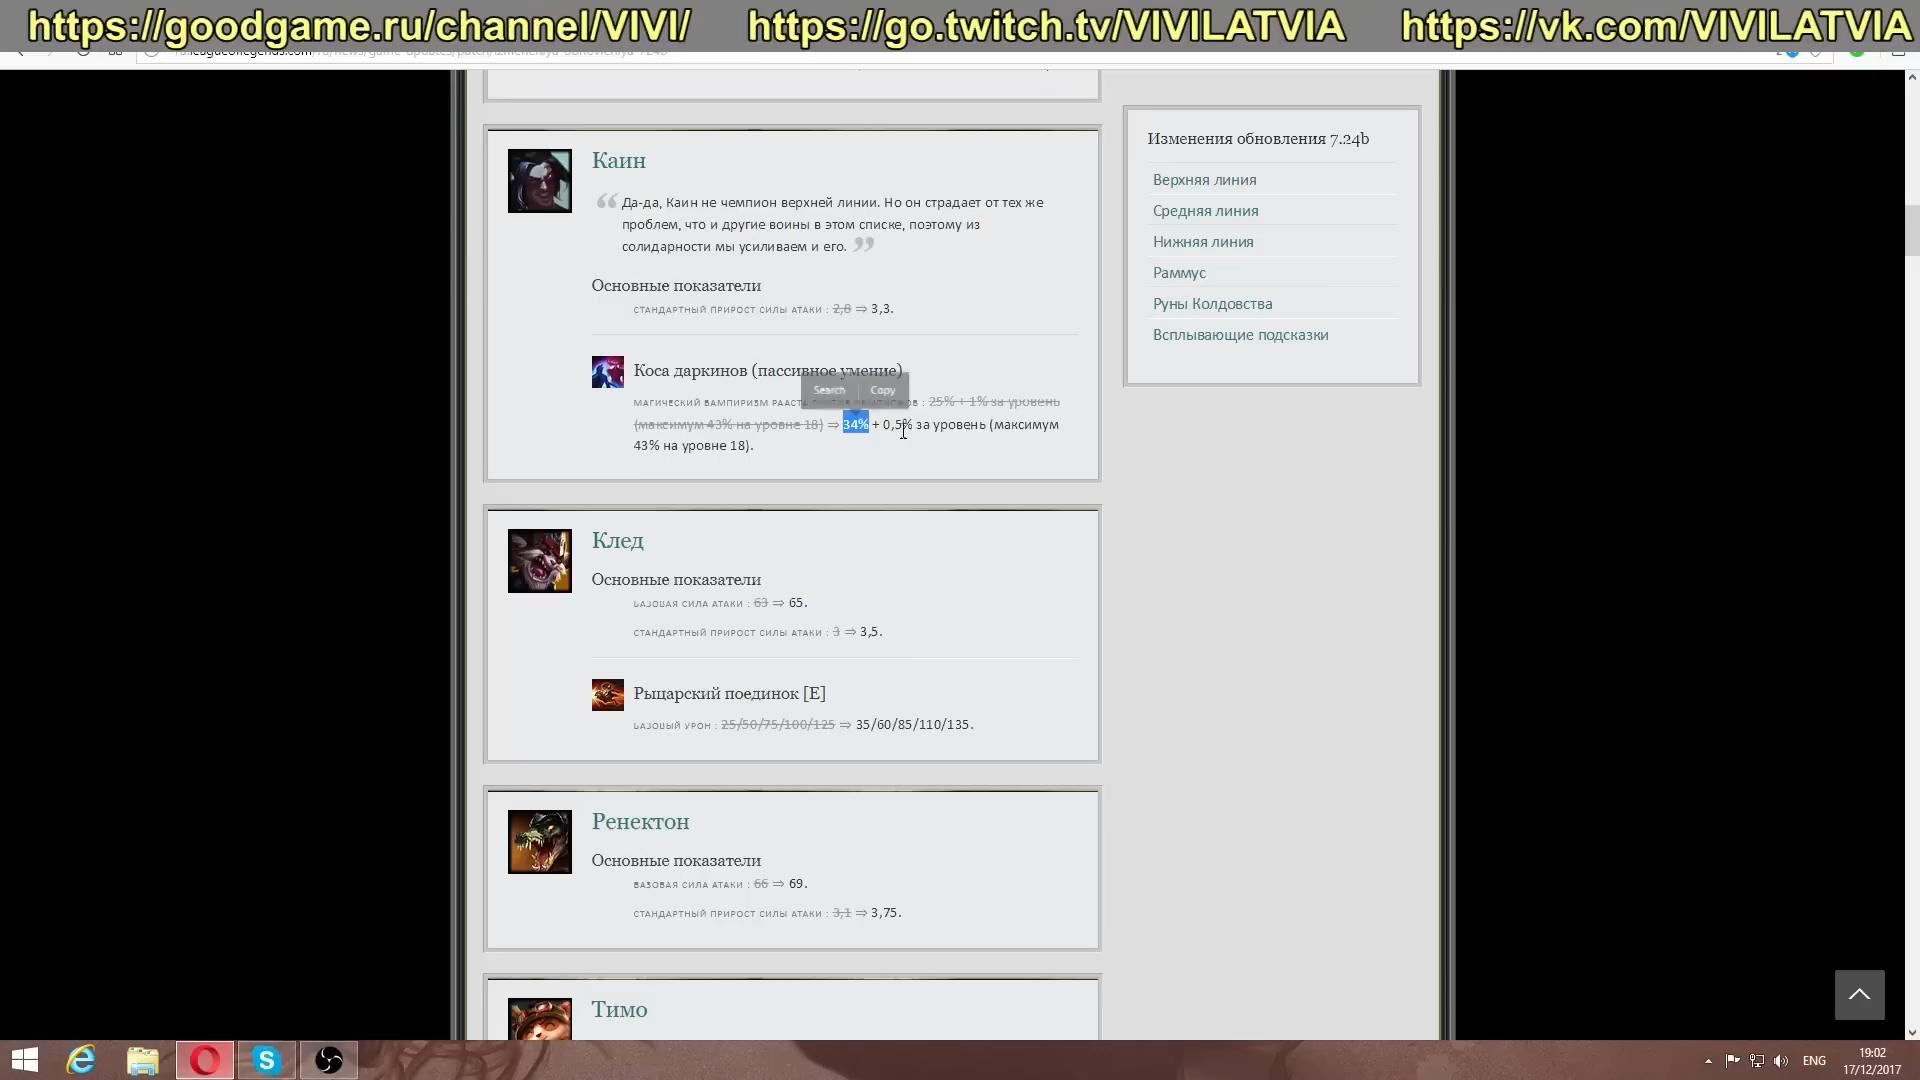 https://goodgame.ru/channel/VIVI/ https://go.twitch.tv/VIVILATVIA https://vk.com/VIVILATVIA
Каин
Да-да, Каин не чемпион верхней линии. Но он страдает от тех же
проблем, что и другие воины в этом списке, поэтому из
солидарности мы усиливаем и его.
Основные показатели
СТАНДАРТНЫЙ ПРИРОСТ СИЛЫ АТАКИ : 2,8 ⇒ 3,3.
Коса даркинов (пассивное умение)
Search Copy
МАГИЧЕСКИЙ ВАМПИРИЗМ РААСТА : 25% + 1% за уровень
(максимум 43% на уровне 18) ⇒ 34% + 0,5% за уровень (максимум
43% на уровне 18).
Клед
Основные показатели
БАЗОВАЯ СИЛА АТАКИ : 63 ⇒ 65.
СТАНДАРТНЫЙ ПРИРОСТ СИЛЫ АТАКИ : 3 ⇒ 3,5.
Рыцарский поединок [E]
БАЗОВЫЙ УРОН : 25/50/75/100/125 ⇒ 35/60/85/110/135.
Ренектон
Основные показатели
БАЗОВАЯ СИЛА АТАКИ : 66 ⇒ 69.
СТАНДАРТНЫЙ ПРИРОСТ СИЛЫ АТАКИ : 3,1 ⇒ 3,75.
Тимо
Изменения обновления 7.24b
Верхняя линия
Средняя линия
Нижняя линия
Раммус
Руны Колдовства
Всплывающие подсказки
ENG
19:02
17/12/2017